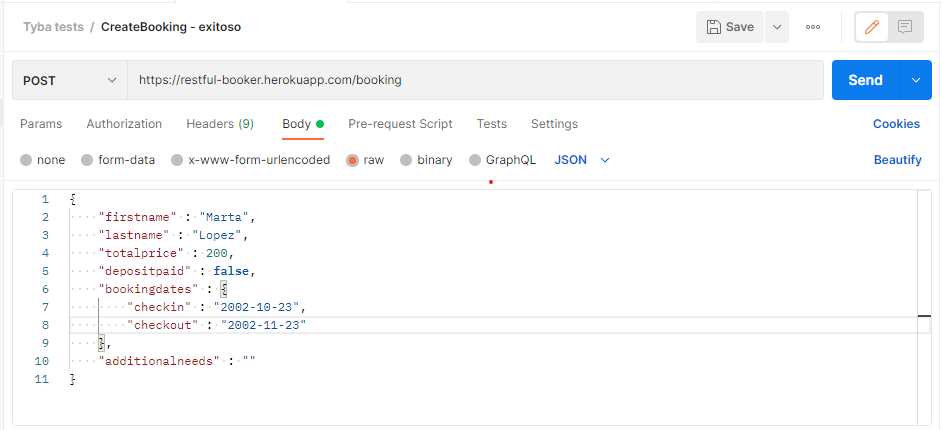 Tyba tests / CreateBooking - exitoso Save
POST https://restful-booker.herokuapp.com/booking Send
Params Authorization Headers (9) Body Pre-request Script Tests Settings Cookies
none form-data x-www-form-urlencoded raw binary GraphQL JSON Beautify
1 {
2 "firstname" : "Marta",
3 "lastname" : "Lopez",
4 "totalprice" : 200,
5 "depositpaid" : false,
6 "bookingdates" : {
7 "checkin" : "2002-10-23",
8 "checkout" : "2002-11-23"
9 },
10 "additionalneeds" : ""
11 }